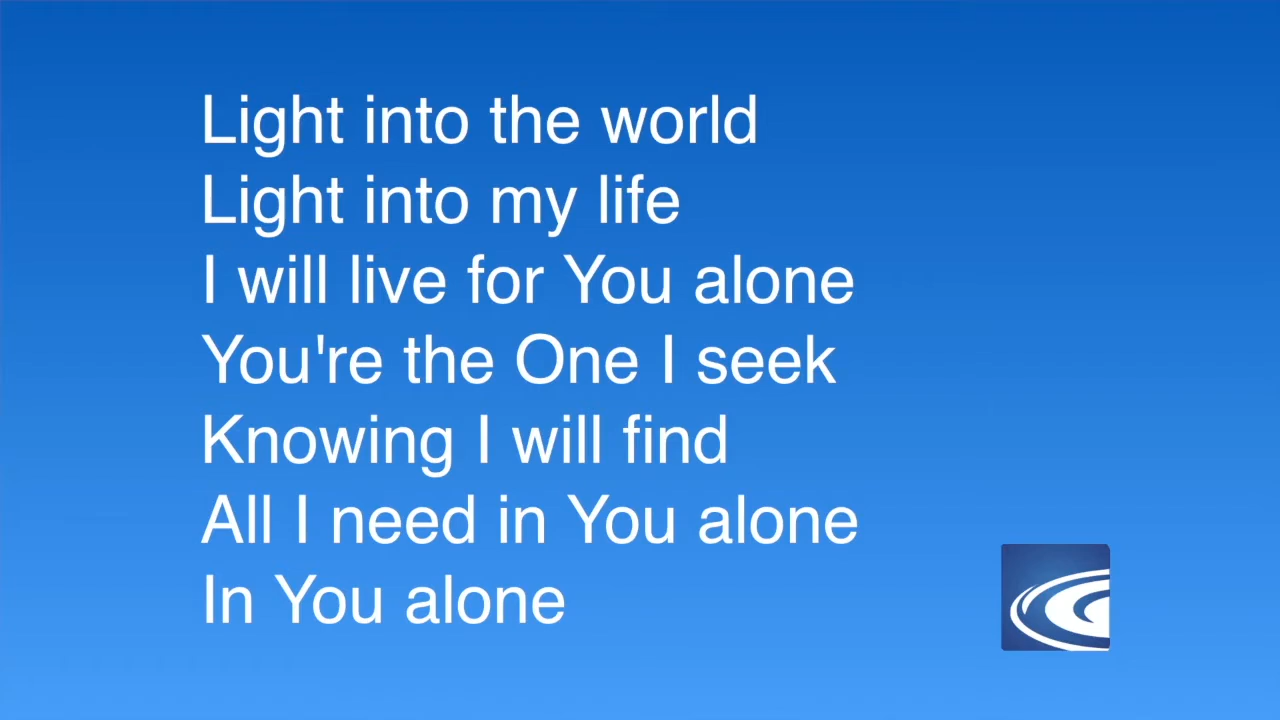 Light into the world
Light into my life
I will live for You alone
You're the One I seek
Knowing I will find
All I need in You alone
In You alone